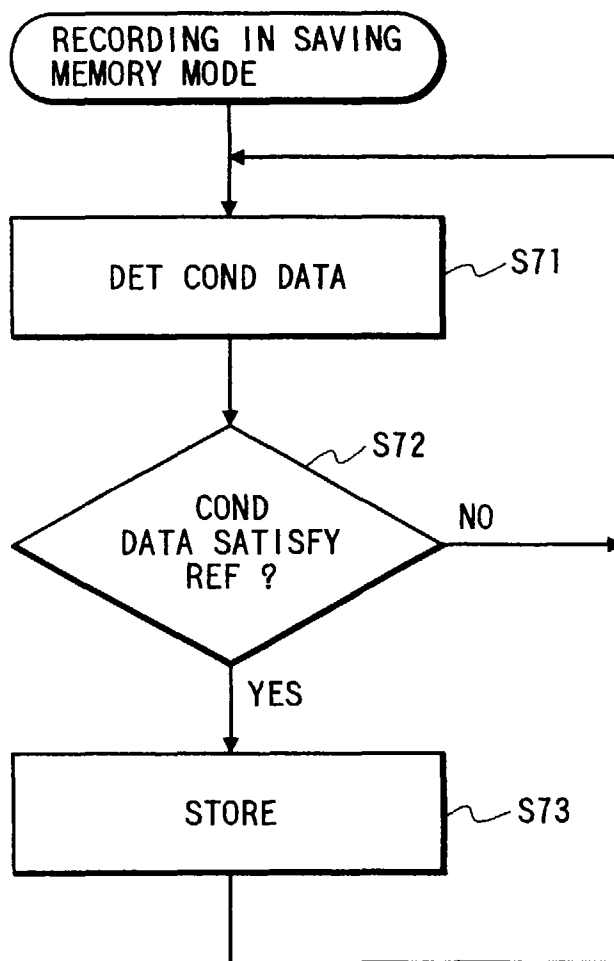 RECORDING IN SAVING
MEMORY MODE
DET COND DATA
S71
S72
COND
DATA SATISFY
REF ?
NO
YES
STORE
S73